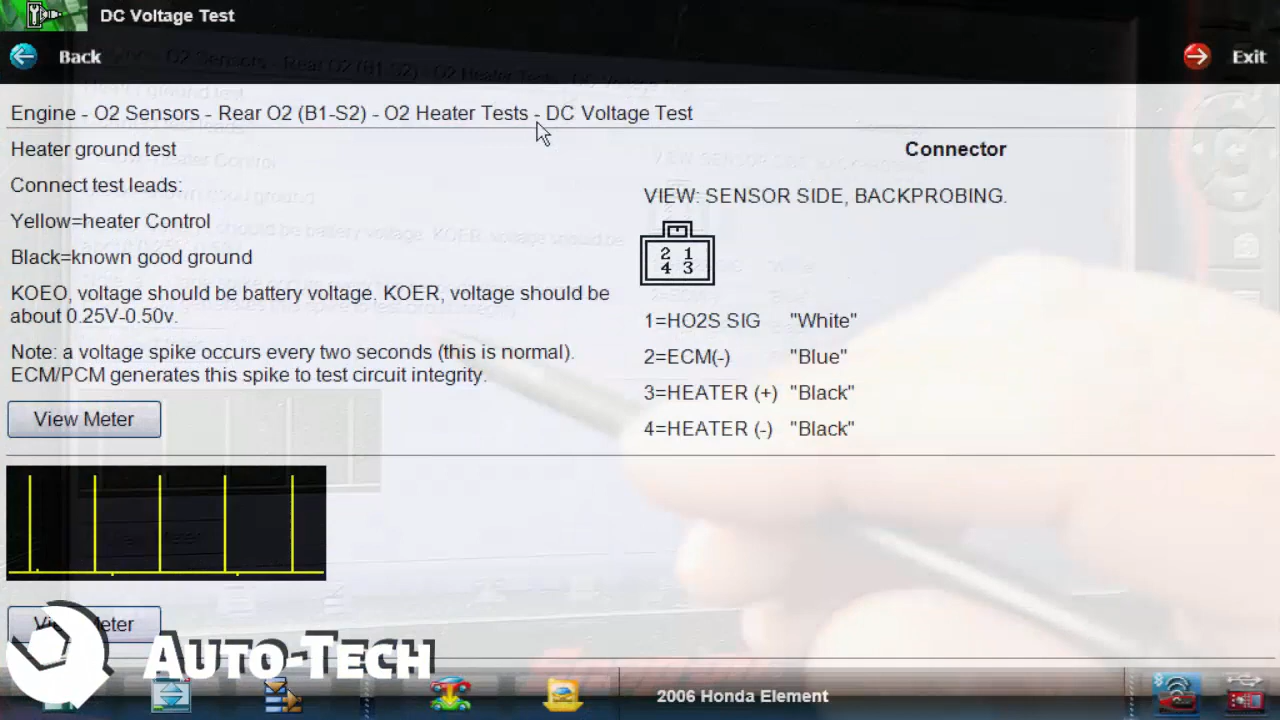 DC Voltage Test
Back
Exit
Engine - O2 Sensors - Rear O2 (B1-S2) - O2 Heater Tests - DC Voltage Test
Heater ground test
Connect test leads:
Yellow=heater Control
Black=known good ground
KOEO, voltage should be battery voltage. KOER, voltage should be
about 0.25V-0.50v.
Note: a voltage spike occurs every two seconds (this is normal).
ECM/PCM generates this spike to test circuit integrity.
View Meter
Connector
VIEW: SENSOR SIDE, BACKPROBING.
2 1
4 3
1=HO2S SIG "White"
2=ECM(-) "Blue"
3=HEATER (+) "Black"
4=HEATER (-) "Black"
AUTO-TECH
2006 Honda Element